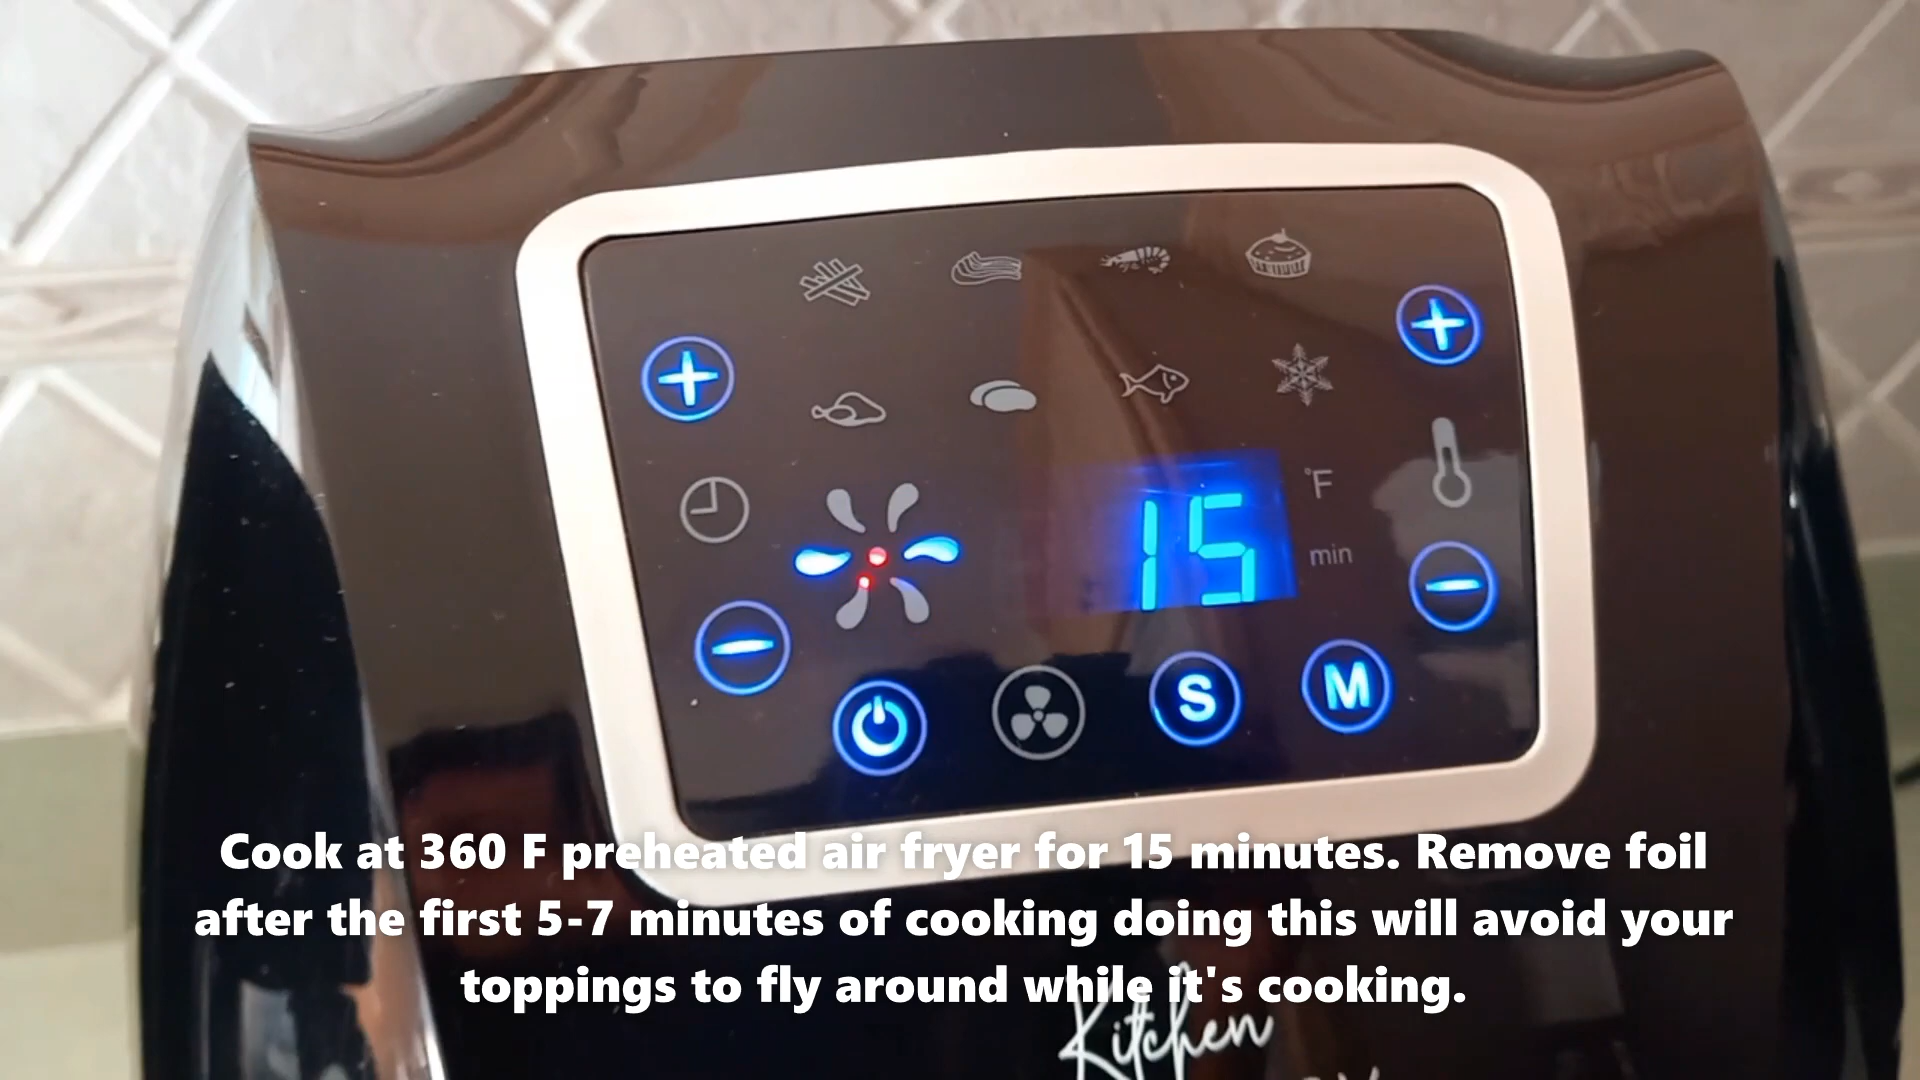 °F
15
min
S
M
Cook at 360 F preheated air fryer for 15 minutes. Remove foil
after the first 5-7 minutes of cooking doing this will avoid your
toppings to fly around while it's cooking.
Kitchen